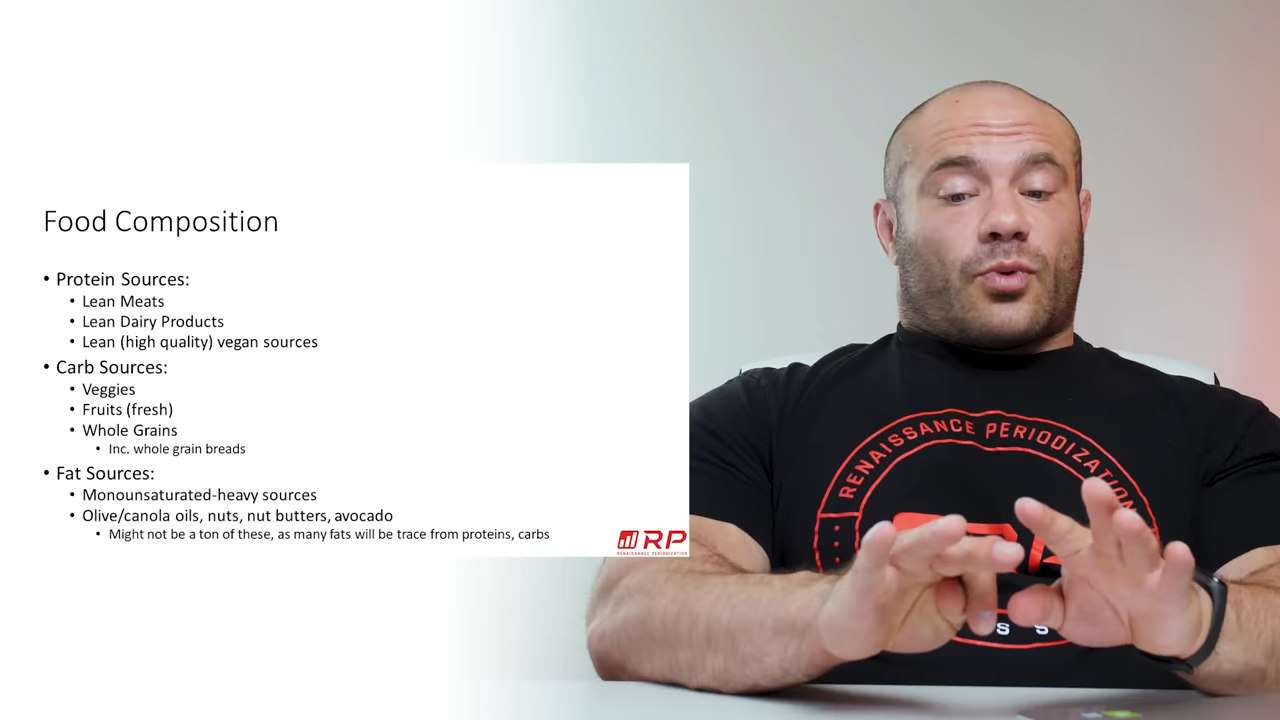 Food Composition
• Protein Sources:
• Lean Meats
• Lean Dairy Products
• Lean (high quality) vegan sources
• Carb Sources:
• Veggies
• Fruits (fresh)
• Whole Grains
• Inc. whole grain breads
• Fat Sources:
• Monounsaturated-heavy sources
• Olive/canola oils, nuts, nut butters, avocado
• Might not be a ton of these, as many fats will be trace from proteins, carbs
RP
RENAISSANCE PERIODIZATION
RENAISSANCE PERIODIZATION